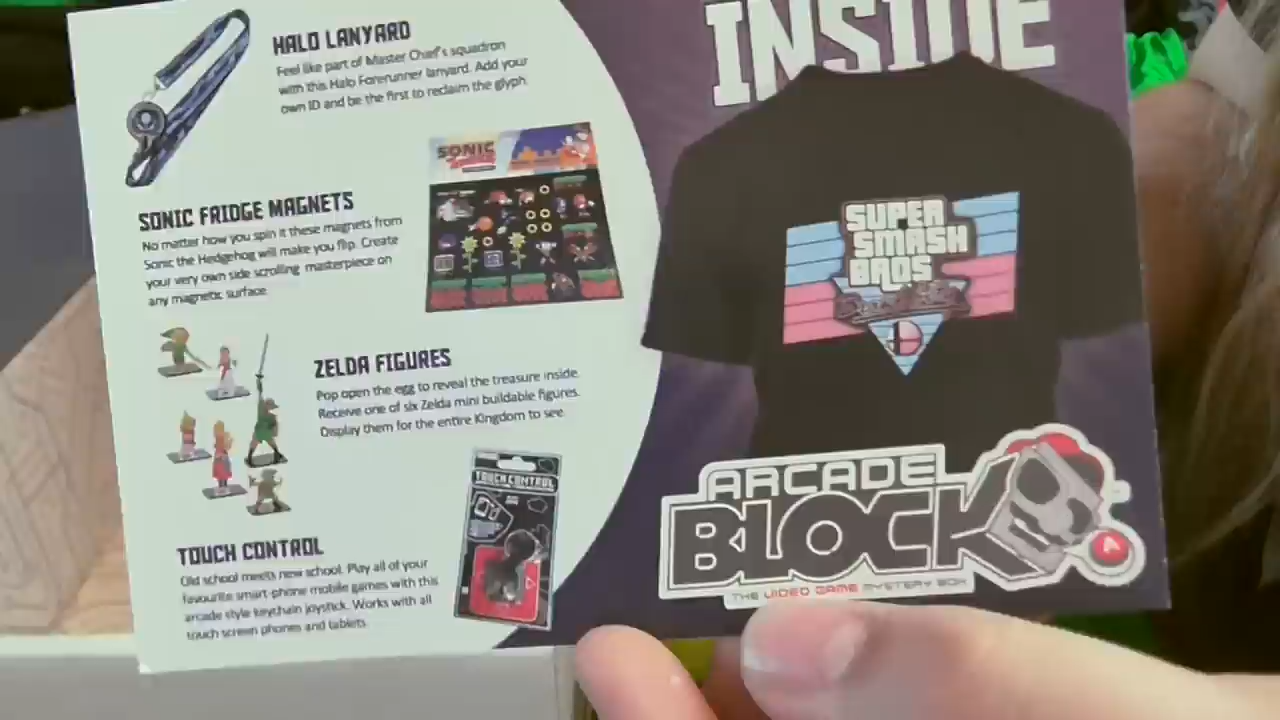 HALO LANYARD
Feel like part of Master Chief's squadron
with this Halo Forerunner lanyard. Add your
own ID and be the first to reclaim the glyph.
SONIC FRIDGE MAGNETS
No matter how you spin it these magnets from
Sonic the Hedgehog will make you flip. Create
your very own side scrolling masterpiece on
any magnetic surface.
SONIC
ZELDA FIGURES
Pop open the egg to reveal the treasure inside.
Receive one of six Zelda mini buildable figures.
Display them for the entire Kingdom to see.
TOUCH CONTROL
Old school meets new school. Play all of your
favourite smart-phone mobile games with this
arcade style keychain joystick. Works with all
touch screen phones and tablets.
TOUCH CONTROL
INSIDE
SUPER
SMASH
BROS
ARCADE
BLOCK
A
THE VIDEO GAME MYSTERY BOX